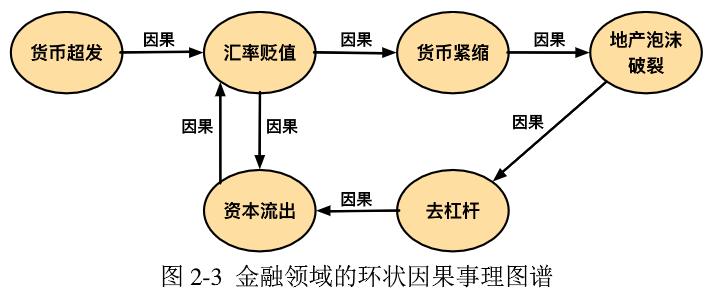 货币超发
因果
汇率贬值
因果
货币紧缩
因果
地产泡沫
破裂
因果
因果
因果
资本流出
因果
去杠杆
图 2-3 金融领域的环状因果事理图谱